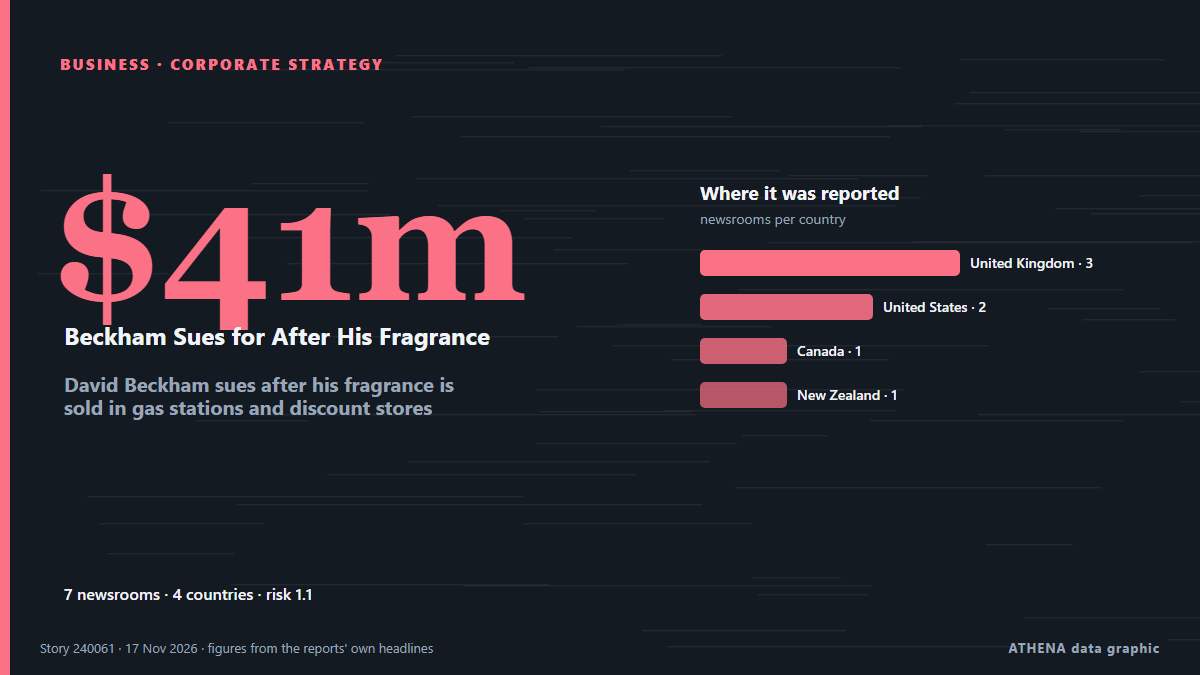 BUSINESS · CORPORATE STRATEGY
$41m
Beckham Sues for After His Fragrance
David Beckham sues after his fragrance is
sold in gas stations and discount stores
7 newsrooms · 4 countries · risk 1.1
Where it was reported
newsrooms per country
United Kingdom · 3
United States · 2
Canada · 1
New Zealand · 1
Story 240061 · 17 Nov 2026 · figures from the reports' own headlines
ATHENA data graphic